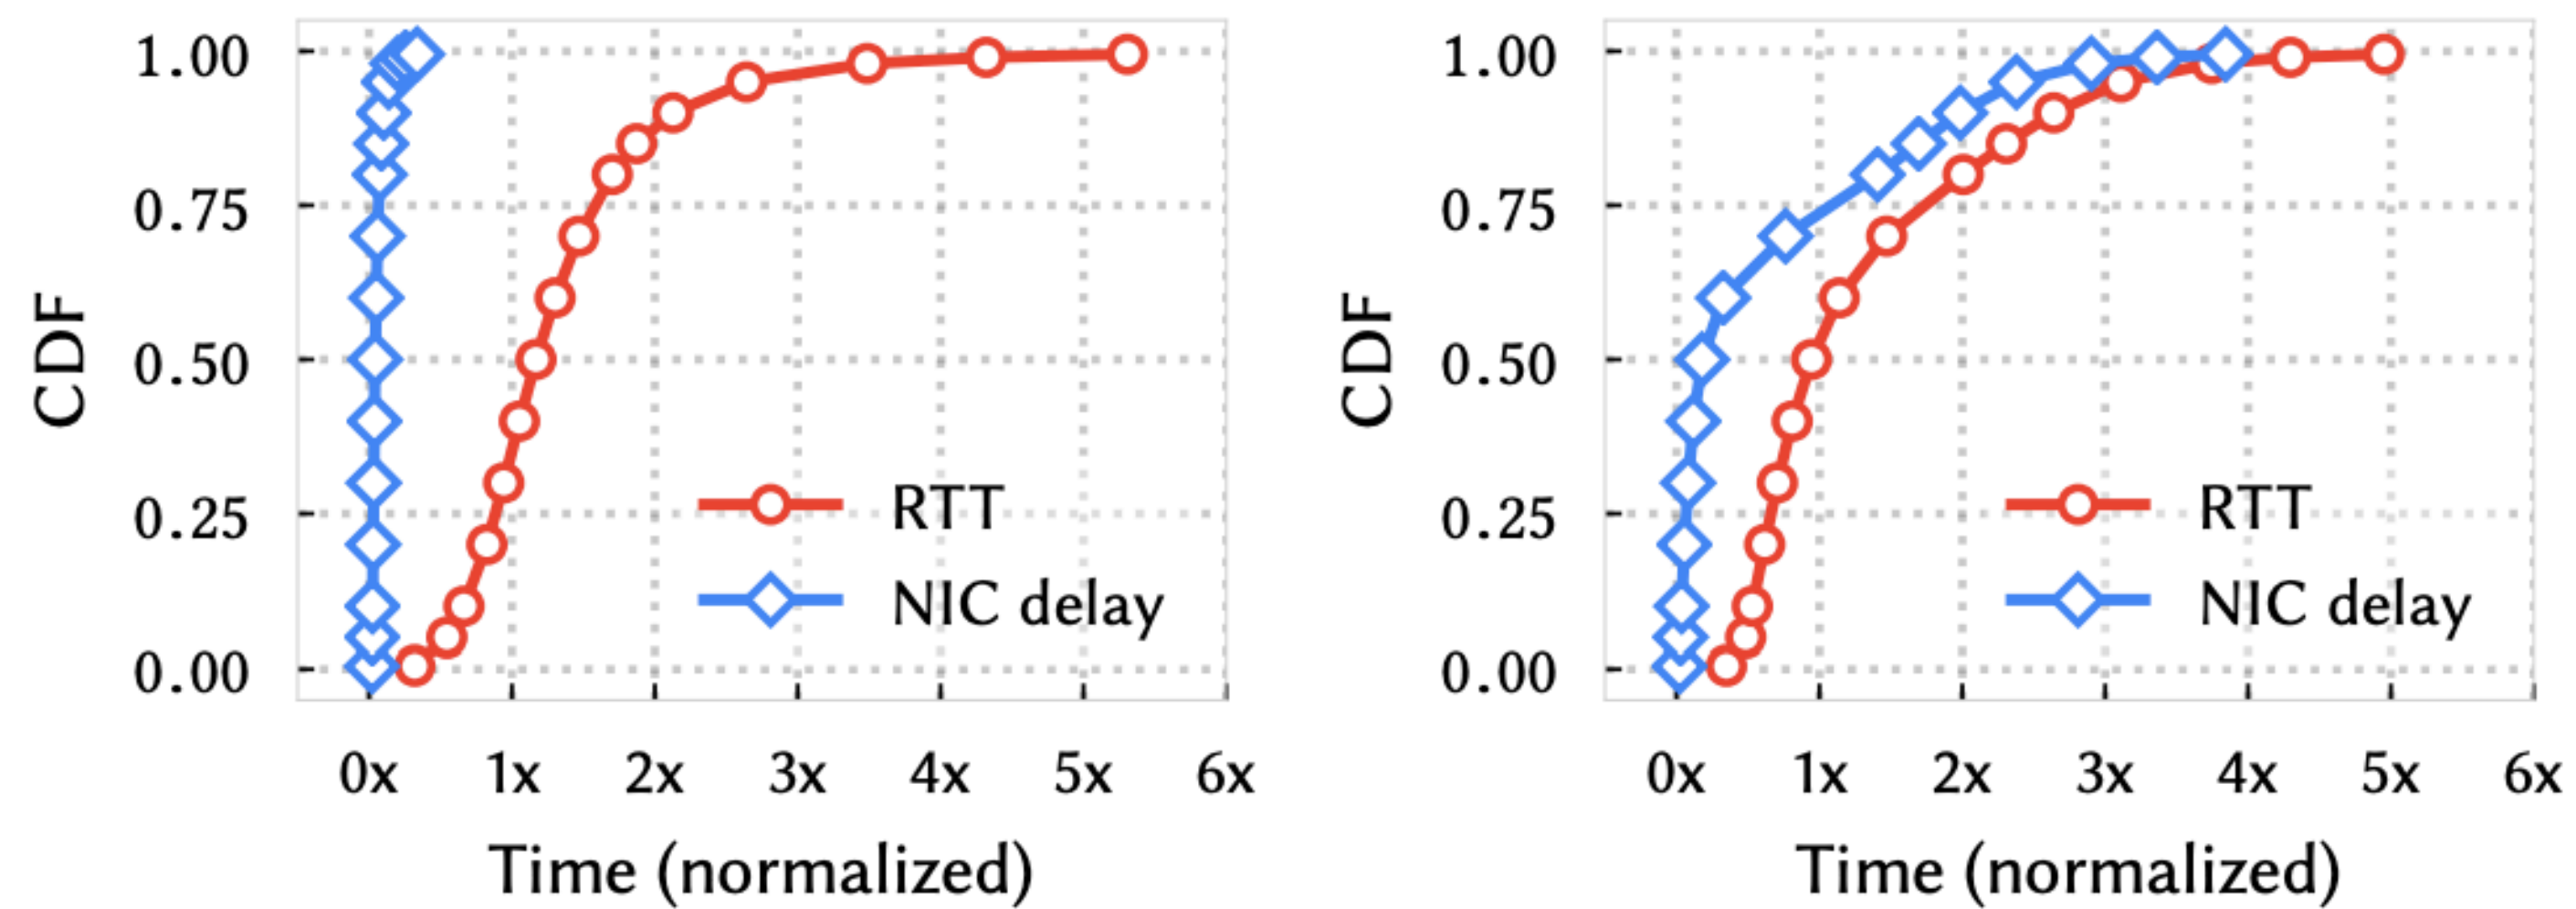 1.00
0.75
0.50
0.25
0.00
CDF
RTT
NIC delay
0x 1x 2x 3x 4x 5x 6x
Time (normalized)
1.00
0.75
0.50
0.25
0.00
CDF
RTT
NIC delay
0x 1x 2x 3x 4x 5x 6x
Time (normalized)